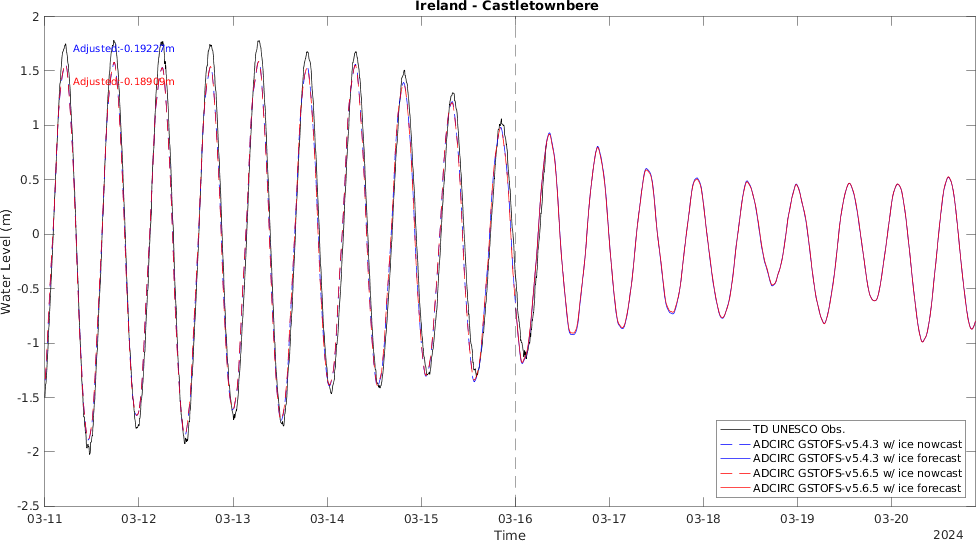 Ireland - Castletownbere
2
1.5
1
0.5
0
-0.5
-1
-1.5
-2
-2.5
Water Level (m)
Adjusted:-0.19227m
Adjusted:-0.18909m
TD UNESCO Obs.
ADCIRC GSTOFS-v5.4.3 w/ ice nowcast
ADCIRC GSTOFS-v5.4.3 w/ ice forecast
ADCIRC GSTOFS-v5.6.5 w/ ice nowcast
ADCIRC GSTOFS-v5.6.5 w/ ice forecast
03-11 03-12 03-13 03-14 03-15 03-16 03-17 03-18 03-19 03-20
Time
2024